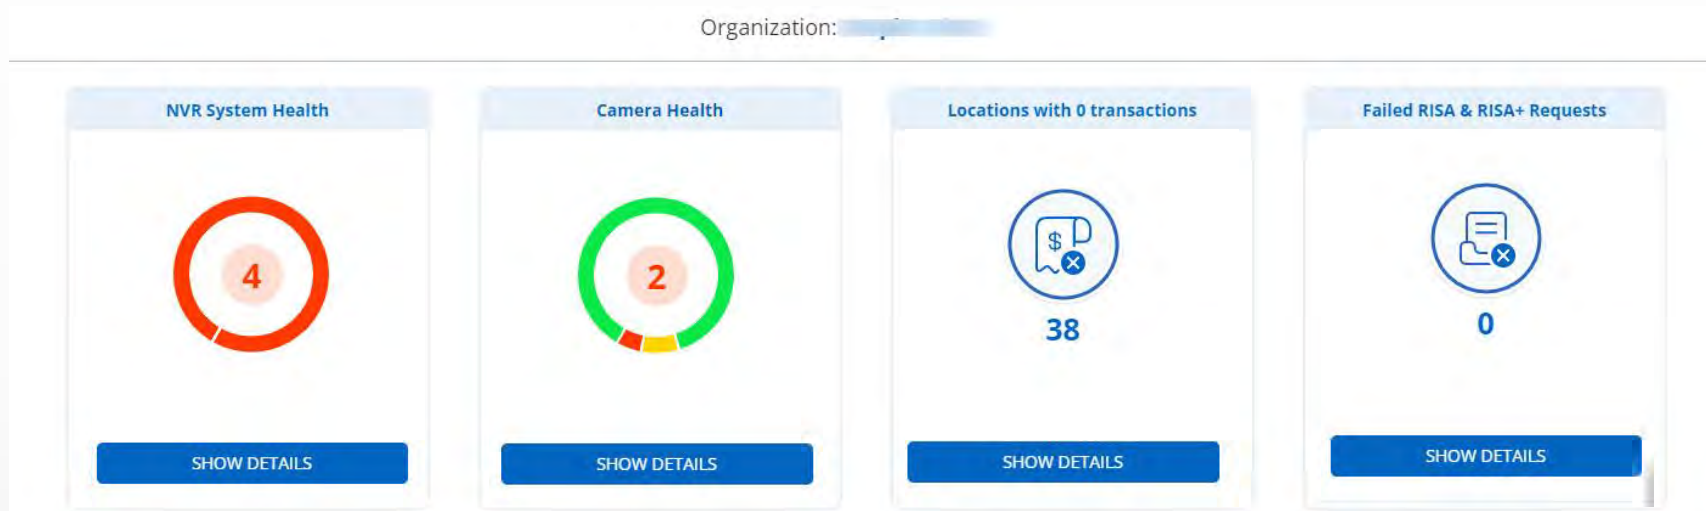 Organization:
NVR System Health
4
SHOW DETAILS
Camera Health
2
SHOW DETAILS
Locations with 0 transactions
$
38
SHOW DETAILS
Failed RISA & RISA+ Requests
0
SHOW DETAILS